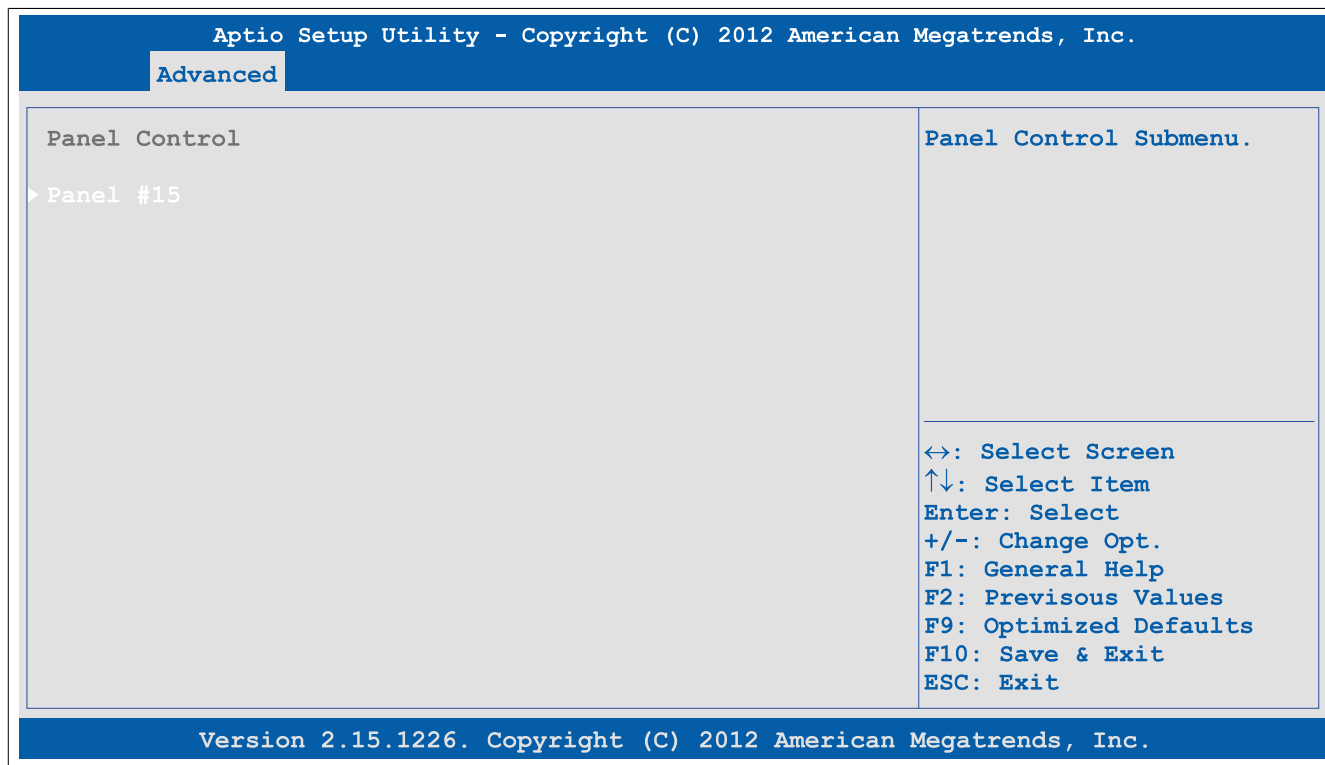 Aptio Setup Utility - Copyright (C) 2012 American Megatrends, Inc.
Advanced
Panel Control
Panel #15
Panel Control Submenu.
↔: Select Screen
↑↓: Select Item
Enter: Select
+/-: Change Opt.
F1: General Help
F2: Previsous Values
F9: Optimized Defaults
F10: Save & Exit
ESC: Exit
Version 2.15.1226. Copyright (C) 2012 American Megatrends, Inc.